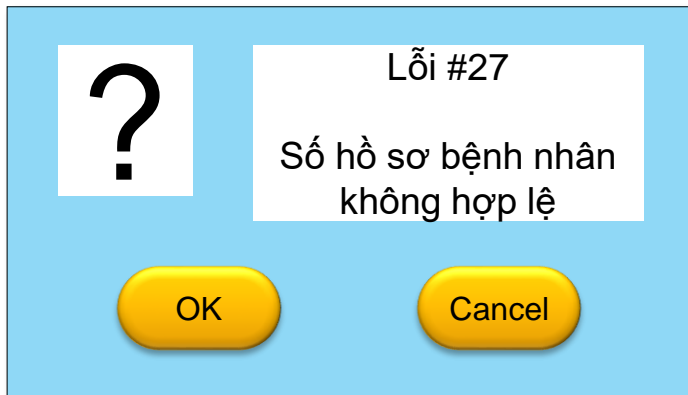 ?
Lỗi #27
Số hồ sơ bệnh nhân
không hợp lệ
OK
Cancel